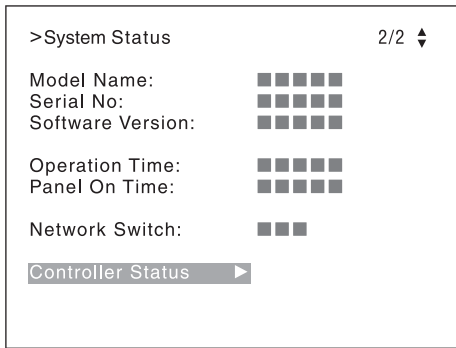 >System Status 2/2
Model Name: ■■■■■
Serial No: ■■■■■
Software Version: ■■■■■
Operation Time: ■■■■■
Panel On Time: ■■■■■
Network Switch: ■■■
Controller Status ▶